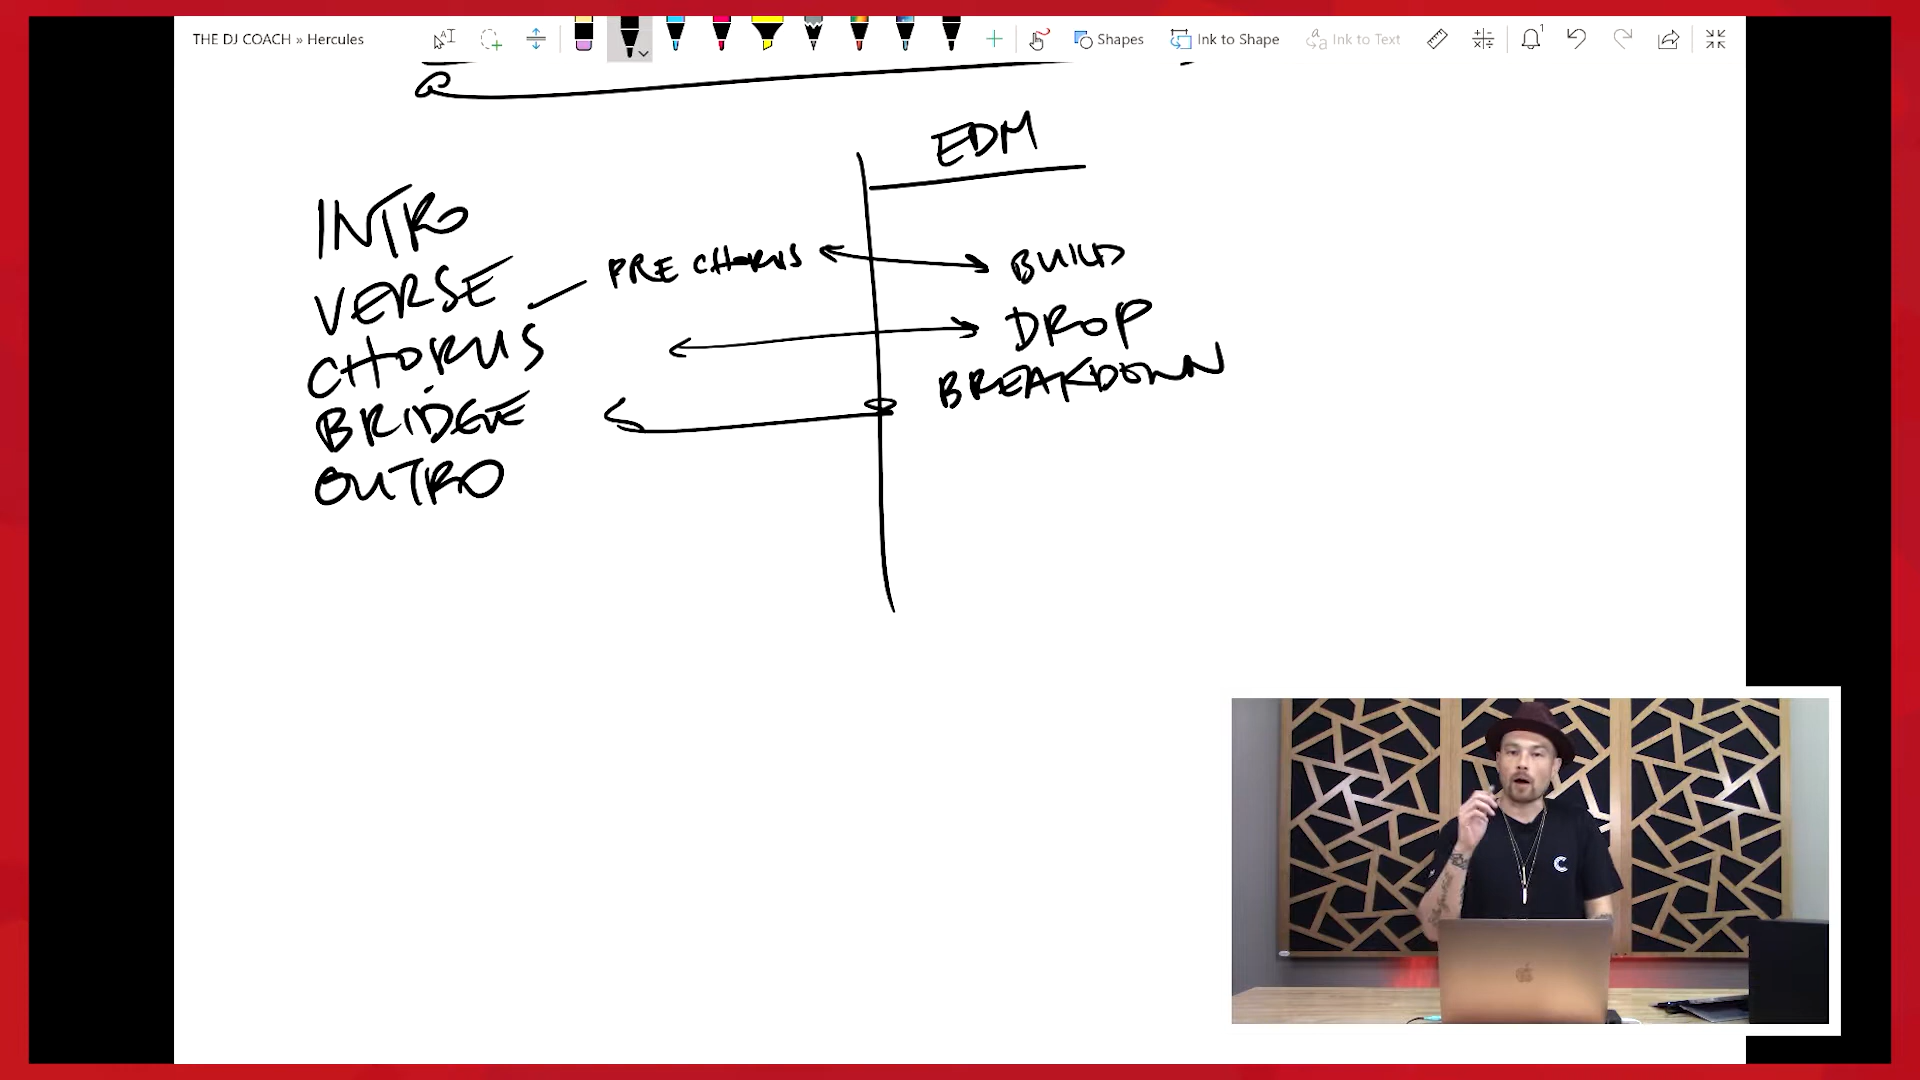 THE DJ COACH » Hercules
Shapes
Ink to Shape
Ink to Text
EDM
INTRO
VERSE
PRE CHORUS
BUILD
CHORUS
DROP
BRIDGE
BREAKDOWN
OUTRO
C